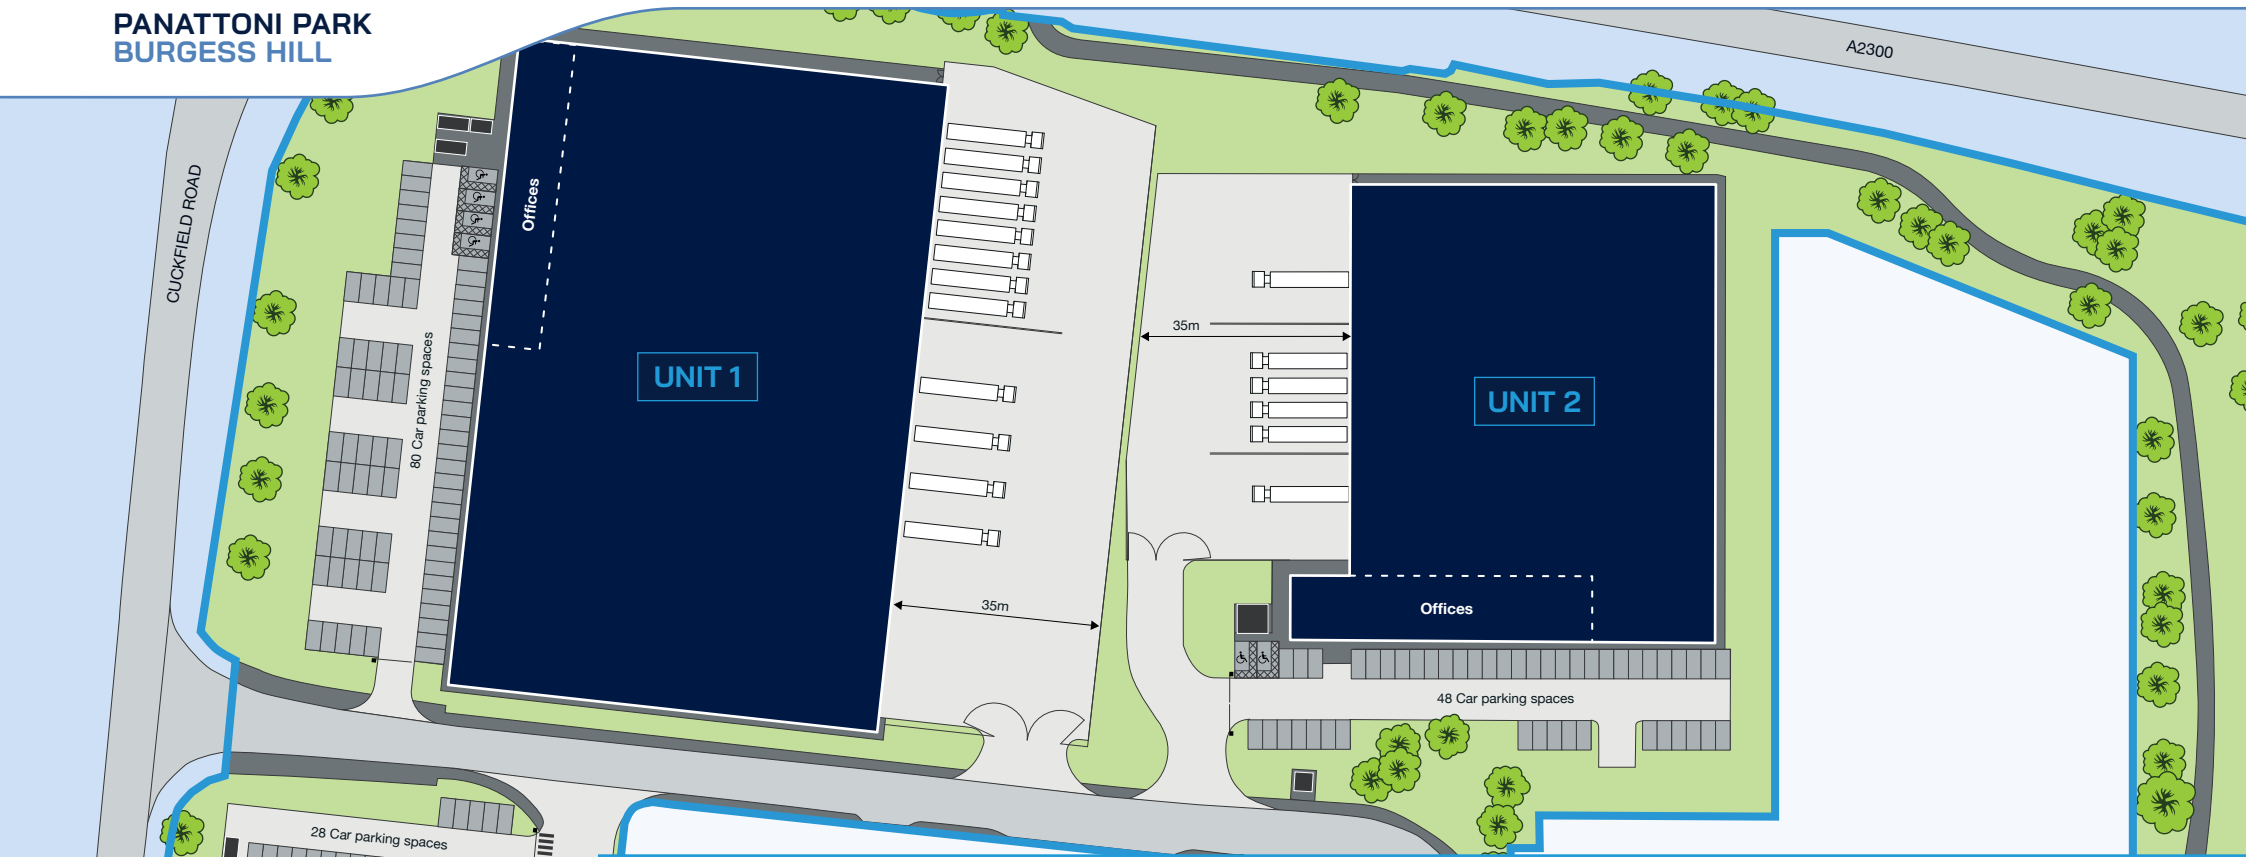 PANATTONI PARK
BURGESS HILL
A2300
CUCKFIELD ROAD
Offices
80 Car parking spaces
UNIT 1
35m
UNIT 2
35m
Offices
48 Car parking spaces
28 Car parking spaces